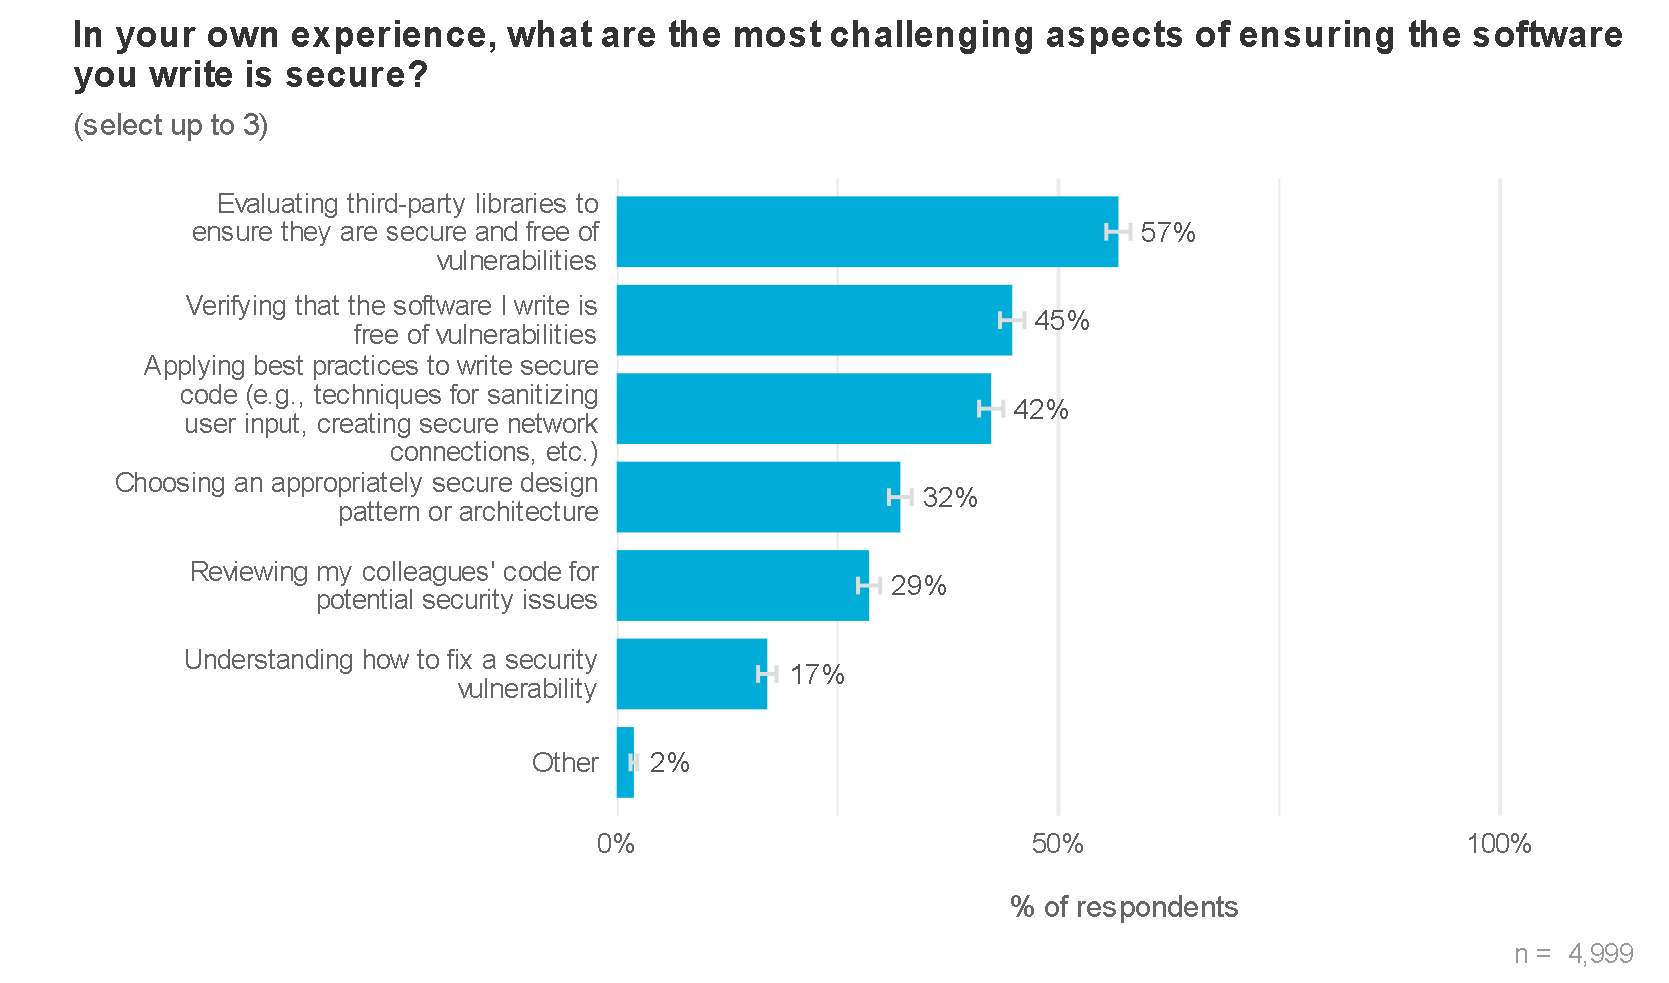 In your own experience, what are the most challenging aspects of ensuring the software
you write is secure?
(select up to 3)
Evaluating third-party libraries to
ensure they are secure and free of
vulnerabilities
57%
Verifying that the software I write is
free of vulnerabilities
45%
Applying best practices to write secure
code (e.g., techniques for sanitizing
user input, creating secure network
connections, etc.)
42%
Choosing an appropriately secure design
pattern or architecture
32%
Reviewing my colleagues' code for
potential security issues
29%
Understanding how to fix a security
vulnerability
17%
Other
2%
0%
50%
100%
% of respondents
n = 4,999